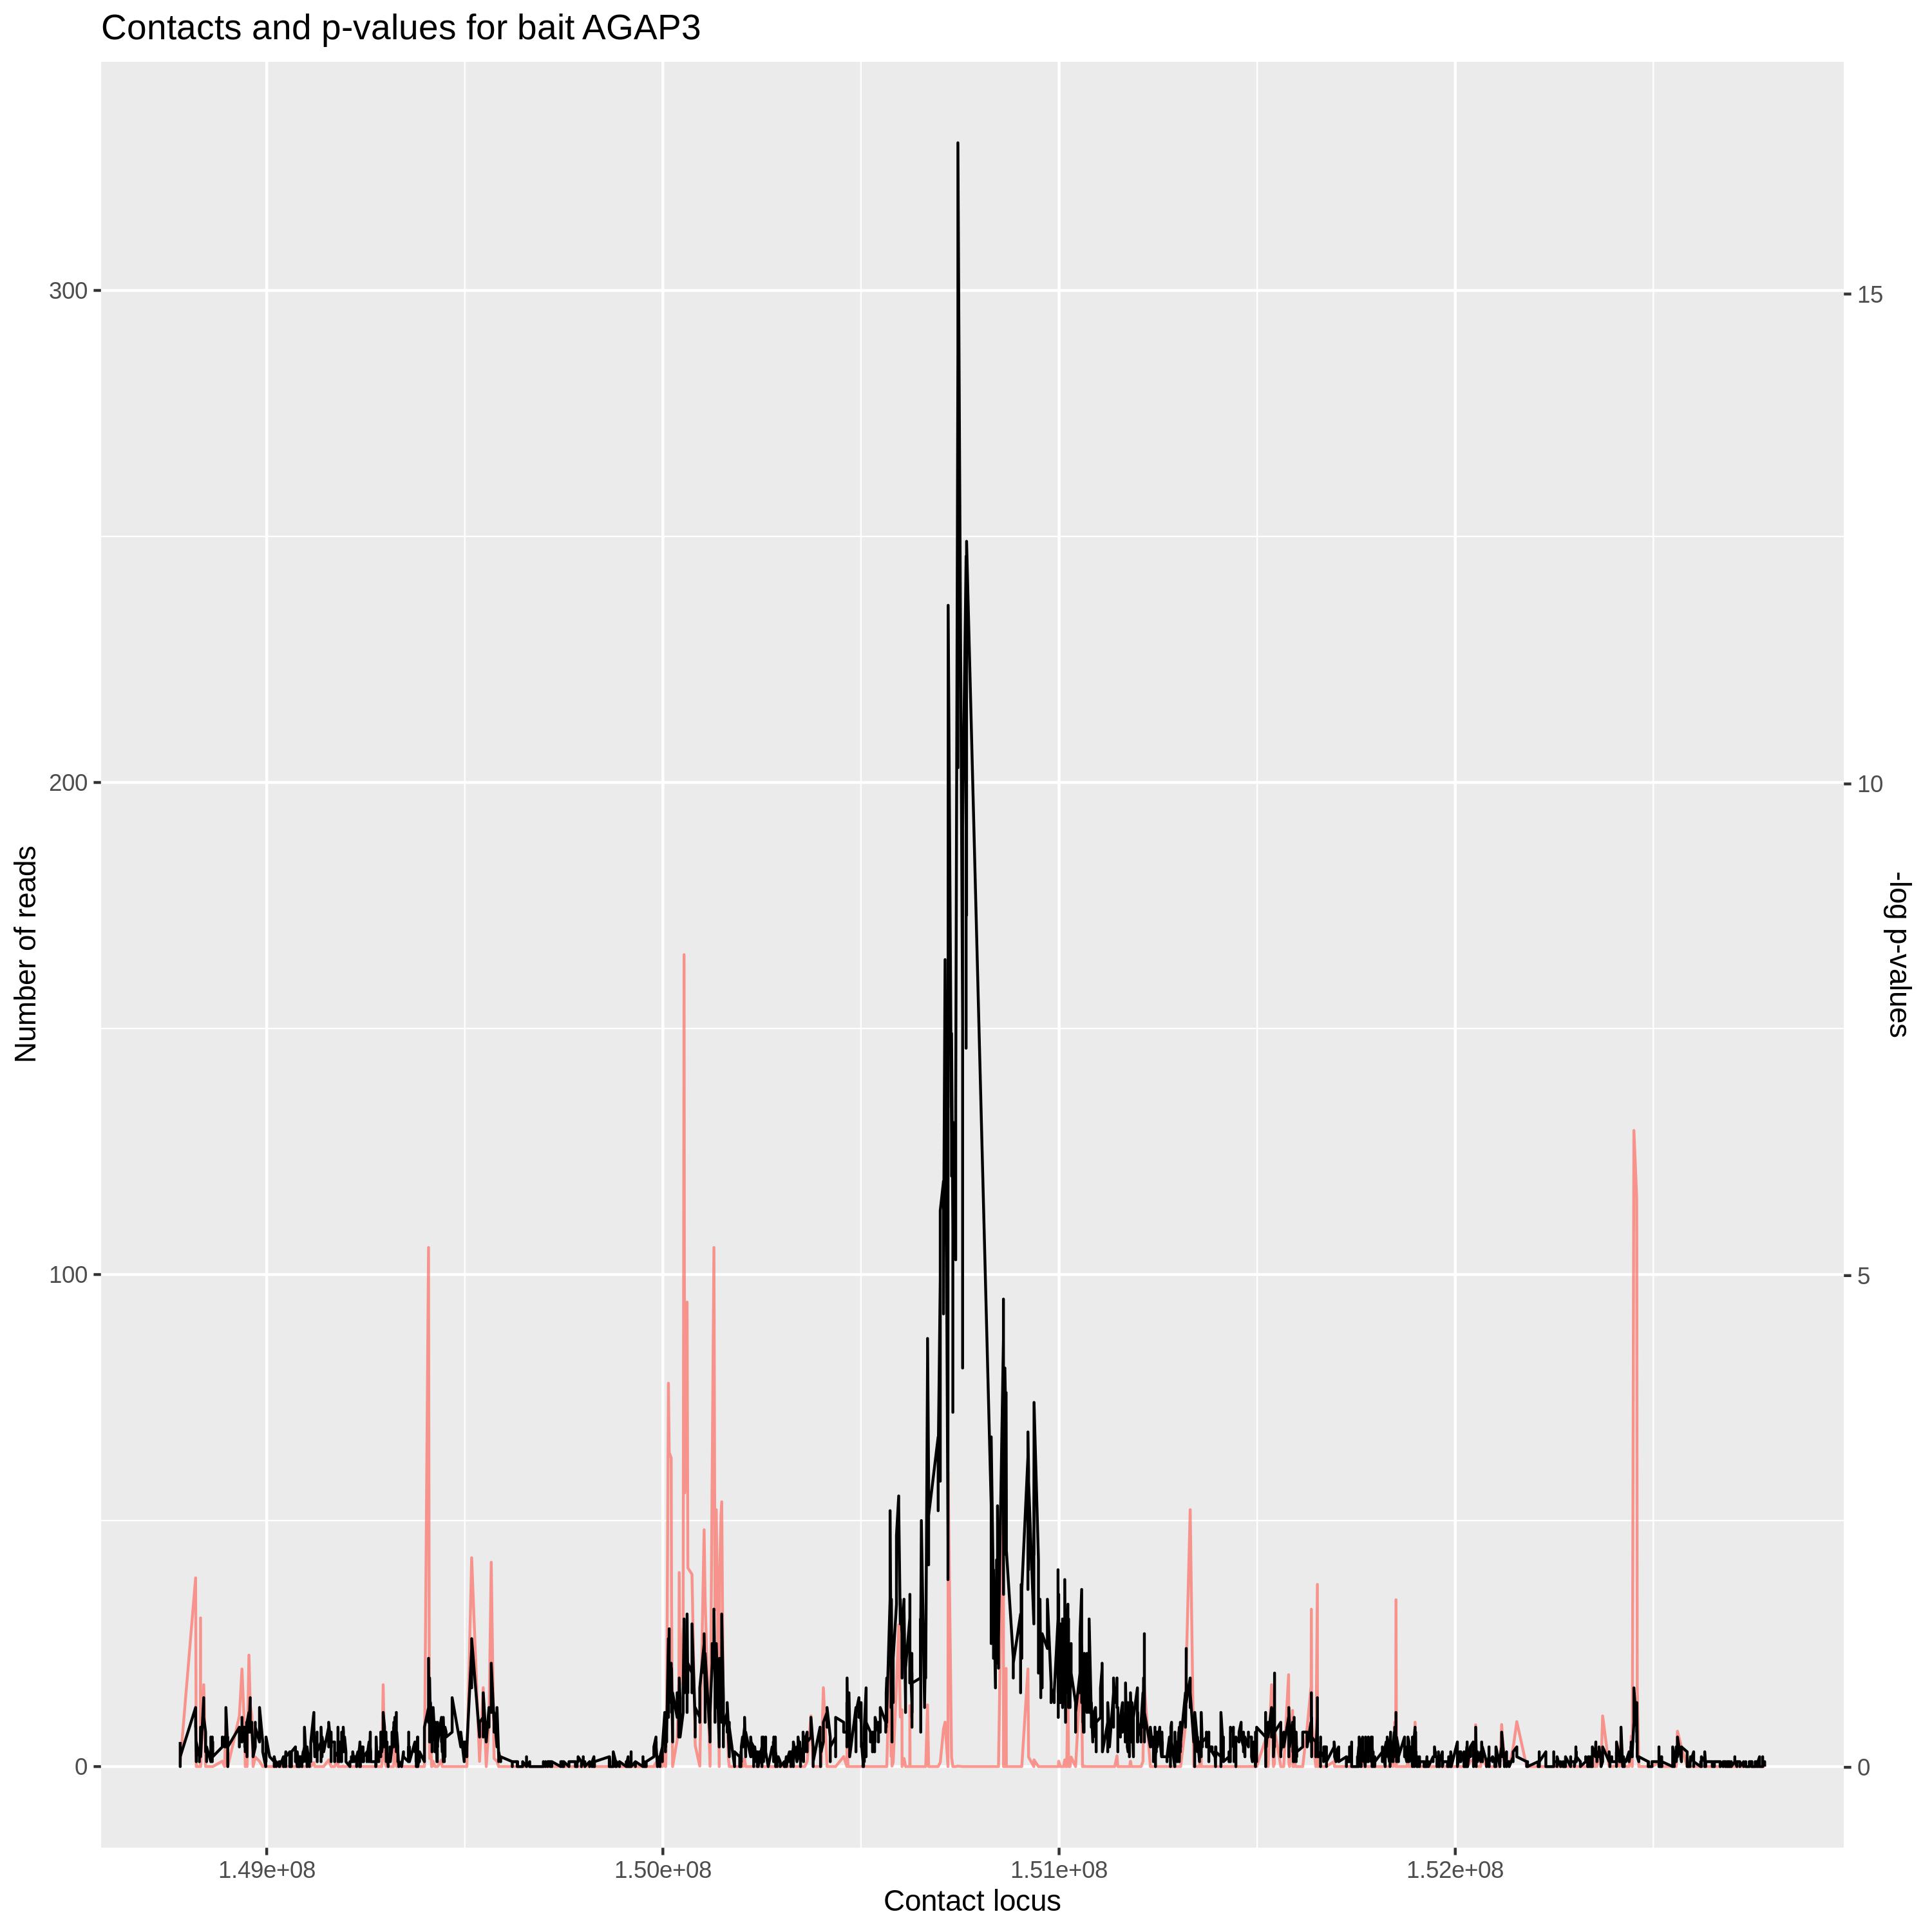 Contacts and p-values for bait AGAP3
300
200
100
0
Number of reads
15
10
5
0
-log p-values
1.49e+08
1.50e+08
1.51e+08
1.52e+08
Contact locus